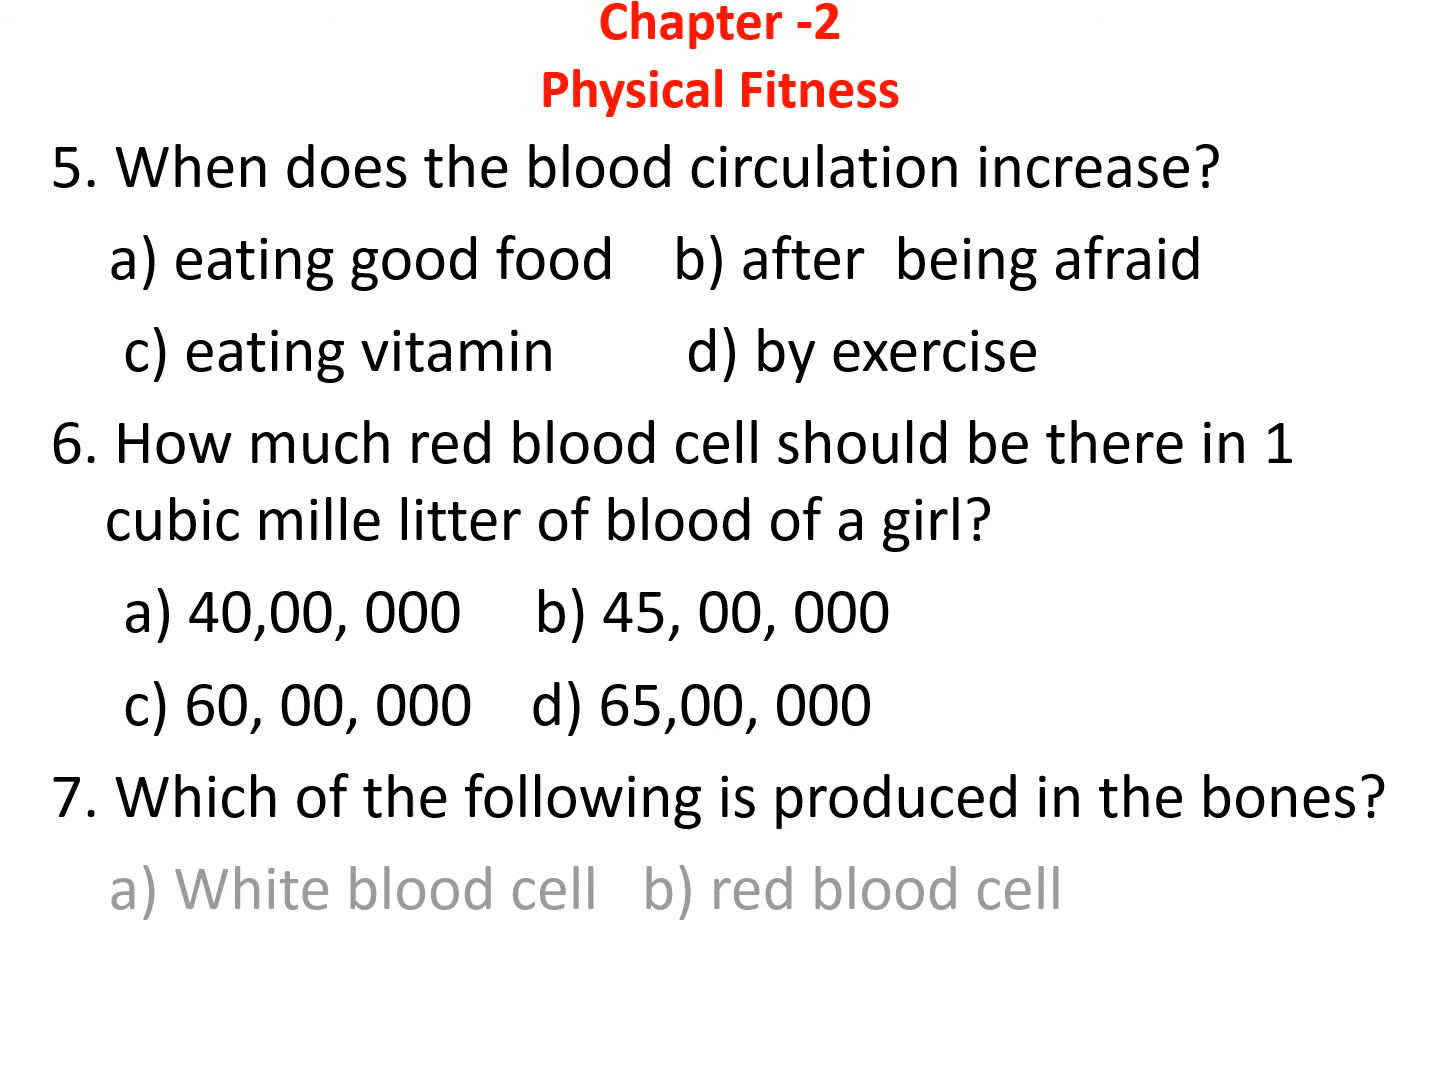 Chapter -2
Physical Fitness
5. When does the blood circulation increase?
a) eating good food b) after being afraid
c) eating vitamin d) by exercise
6. How much red blood cell should be there in 1
cubic mille litter of blood of a girl?
a) 40,00, 000 b) 45, 00, 000
c) 60, 00, 000 d) 65,00, 000
7. Which of the following is produced in the bones?
a) White blood cell b) red blood cell